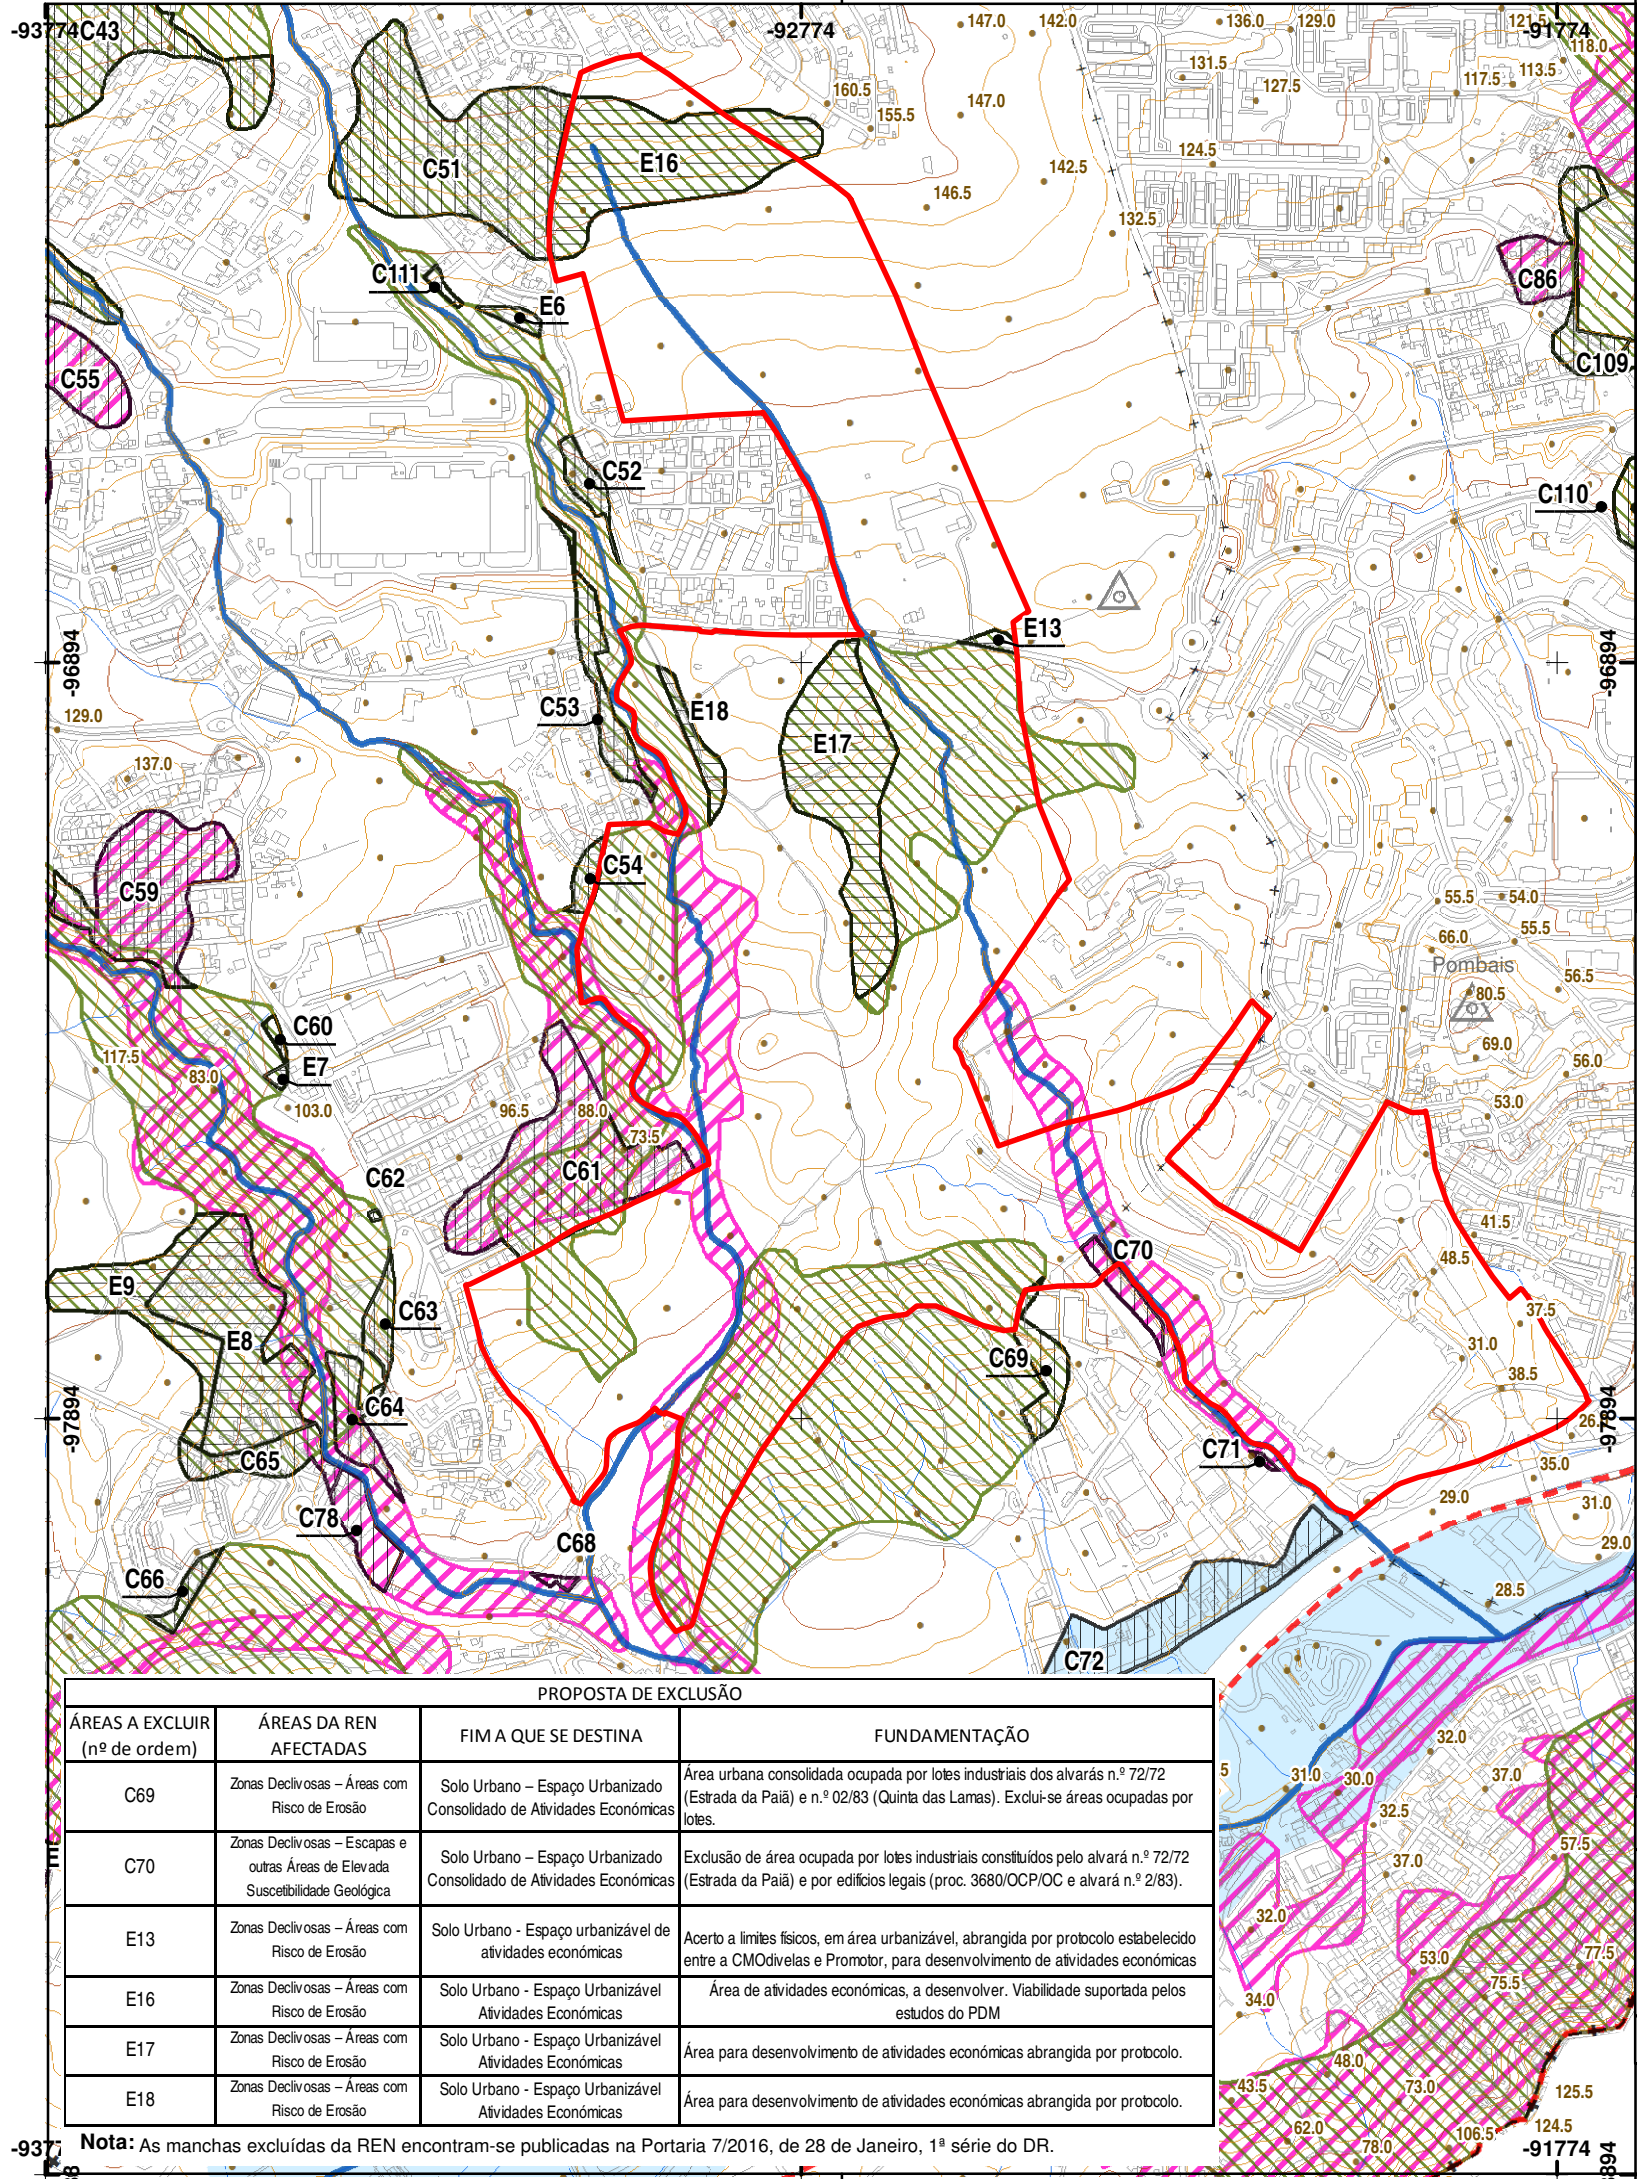 -93774
C43
-92774
147.0
142.0
136.0
129.0
121.5
-91774
118.0
131.5
117.5
113.5
160.5
127.5
147.0
155.5
C51
E16
124.5
142.5
146.5
132.5
C111
E6
C86
C109
C55
C52
C110
E13
-96894
-96894
C53
E18
129.0
E17
137.0
C54
C59
55.5
54.0
66.0
55.5
Pombais
56.5
80.5
C60
69.0
117.5
E7
56.0
83.0
103.0
96.5
88.0
53.0
73.5
C61
C62
41.5
C70
48.5
E9
37.5
C63
E8
31.0
C69
38.5
C64
-97894
-97894
26.
C71
C65
35.0
29.0
31.0
C78
C68
29.0
C66
28.5
C72
PROPOSTA DE EXCLUSÃO
ÁREAS A EXCLUIR (nº de ordem)
ÁREAS DA REN AFECTADAS
FIM A QUE SE DESTINA
FUNDAMENTAÇÃO
C69
Zonas Declivosas – Áreas com
Risco de Erosão
Solo Urbano – Espaço Urbanizado
Consolidado de Atividades Económicas
Área urbana consolidada ocupada por lotes industriais dos alvarás n.º 72/72
(Estrada da Paiã) e n.º 02/83 (Quinta das Lamas). Exclui-se áreas ocupadas por
lotes.
C70
Zonas Declivosas – Escapas e
outras Áreas de Elevada
Suscetibilidade Geológica
Solo Urbano – Espaço Urbanizado
Consolidado de Atividades Económicas
Exclusão de área ocupada por lotes industriais constituídos pelo alvará n.º 72/72
(Estrada da Paiã) e por edifícios legais (proc. 3680/OCP/OC e alvará n.º 2/83).
E13
Zonas Declivosas – Áreas com
Risco de Erosão
Solo Urbano - Espaço urbanizável de
atividades económicas
Acerto a limites físicos, em área urbanizável, abrangida por protocolo estabelecido
entre a CMOdivelas e Promotor, para desenvolvimento de atividades económicas
E16
Zonas Declivosas – Áreas com
Risco de Erosão
Solo Urbano - Espaço Urbanizável
Atividades Económicas
Área de atividades económicas, a desenvolver. Viabilidade suportada pelos
estudos do PDM
E17
Zonas Declivosas – Áreas com
Risco de Erosão
Solo Urbano - Espaço Urbanizável
Atividades Económicas
Área para desenvolvimento de atividades económicas abrangida por protocolo.
E18
Zonas Declivosas – Áreas com
Risco de Erosão
Solo Urbano - Espaço Urbanizável
Atividades Económicas
Área para desenvolvimento de atividades económicas abrangida por protocolo.
32.0
5
31.0
30.0
37.0
32.5
57.5
37.0
32.0
77.5
53.0
75.5
34.0
48.0
43.5
73.0
125.5
62.0
124.5
106.5
78.0
-9377
Nota: As manchas excluídas da REN encontram-se publicadas na Portaria 7/2016, de 28 de Janeiro, 1ª série do DR.
-91774
894